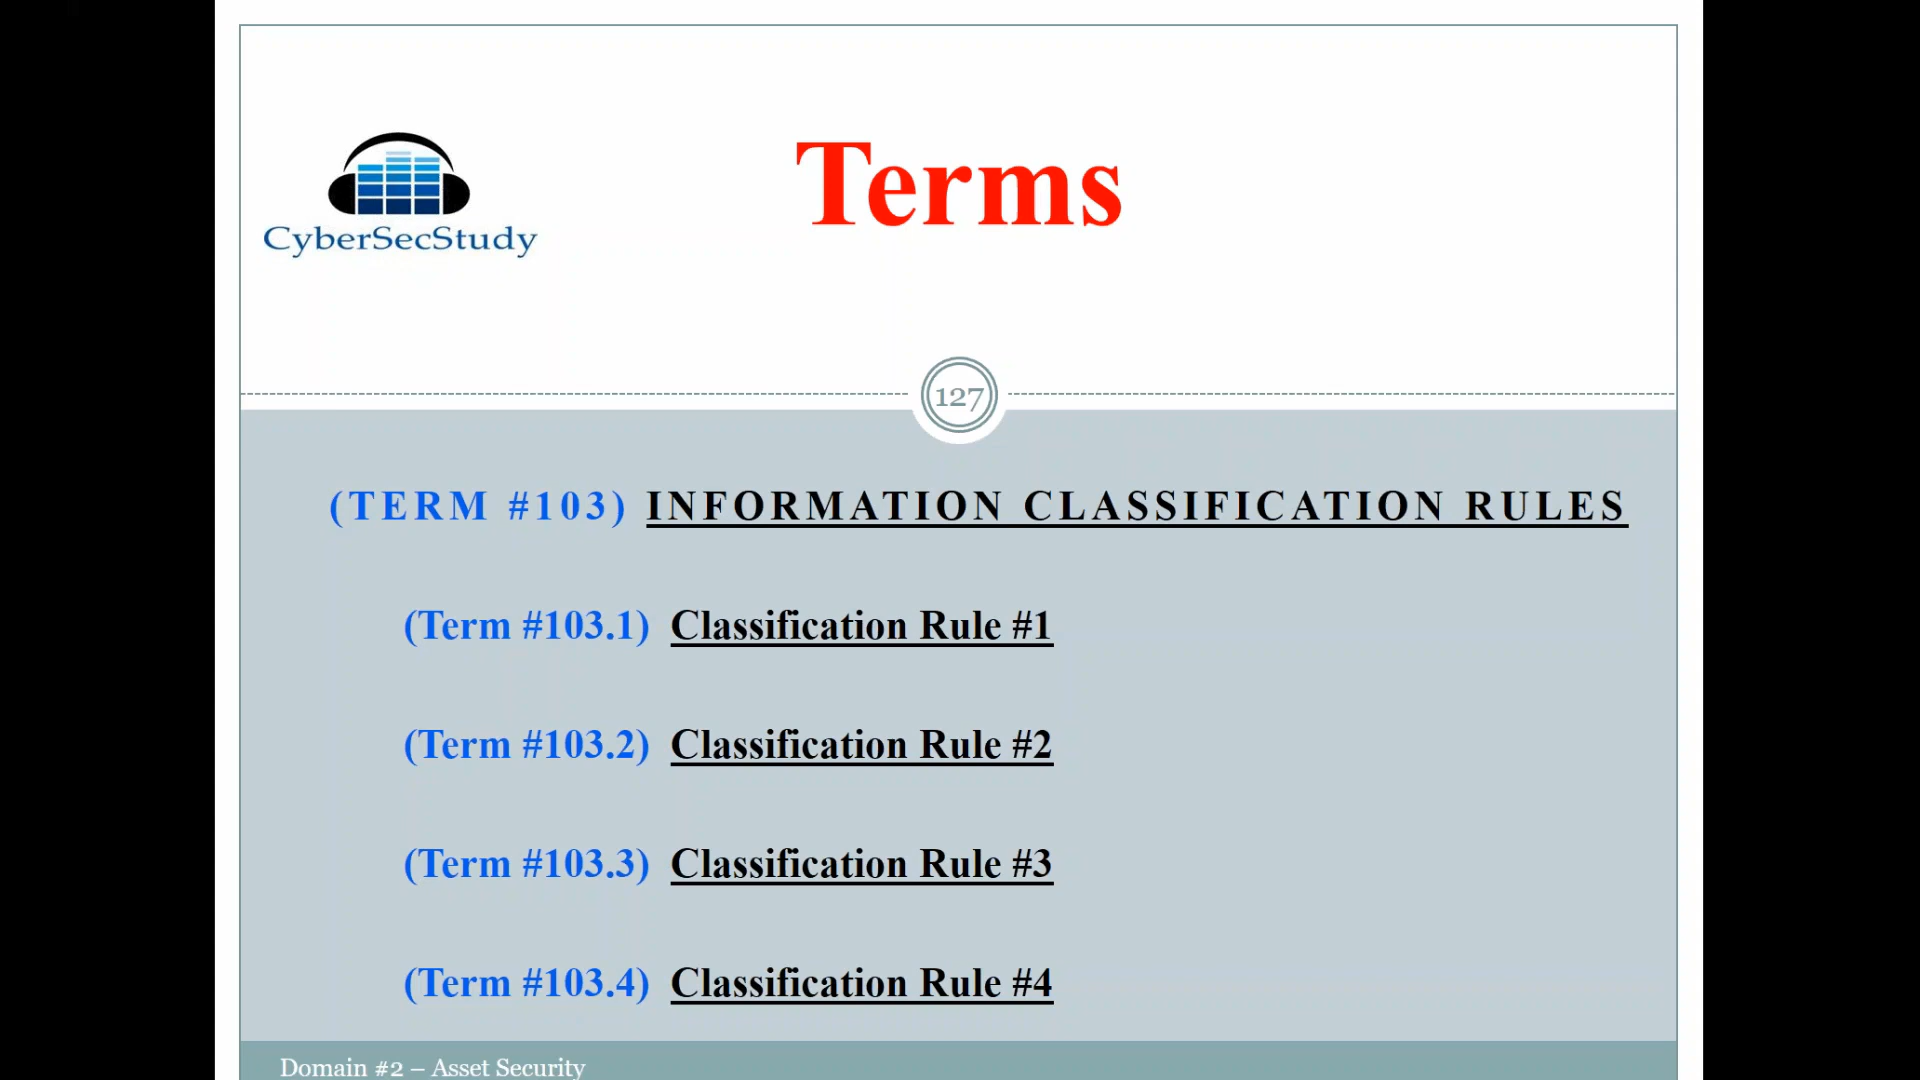 CyberSecStudy
Terms
127
(TERM #103) INFORMATION CLASSIFICATION RULES
(Term #103.1) Classification Rule #1
(Term #103.2) Classification Rule #2
(Term #103.3) Classification Rule #3
(Term #103.4) Classification Rule #4
Domain #2 – Asset Security